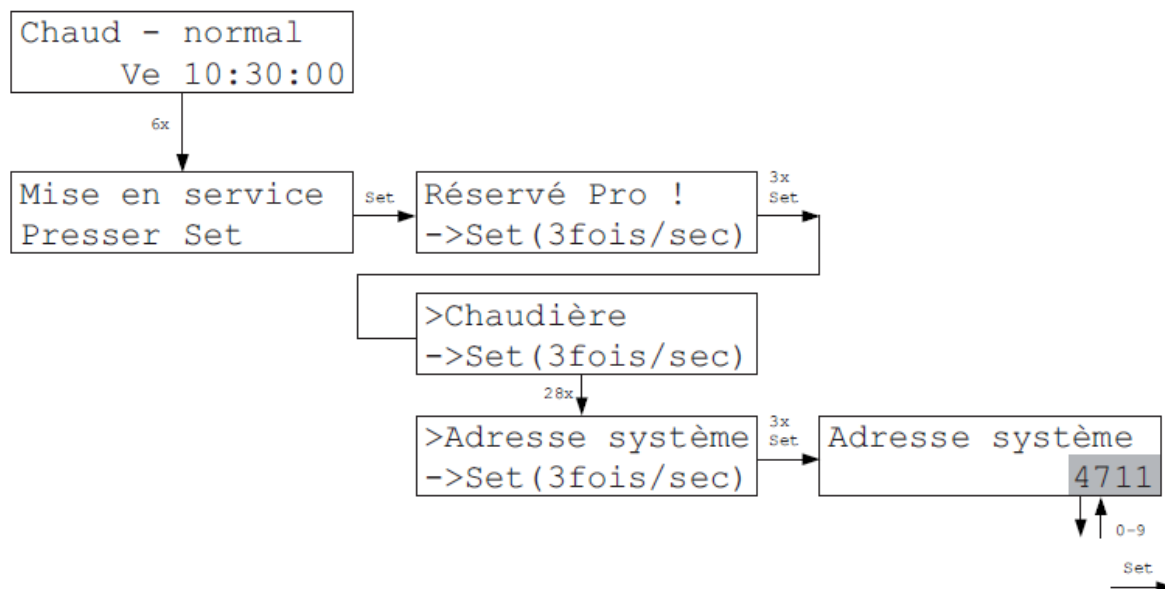 Chaud - normal
Ve 10:30:00
6x
Mise en service
Presser Set
Set
Réservé Pro !
->Set(3fois/sec)
3x
Set
>Chaudière
->Set(3fois/sec)
28x
>Adresse système
->Set(3fois/sec)
3x
Set
Adresse système
4711
0-9
Set